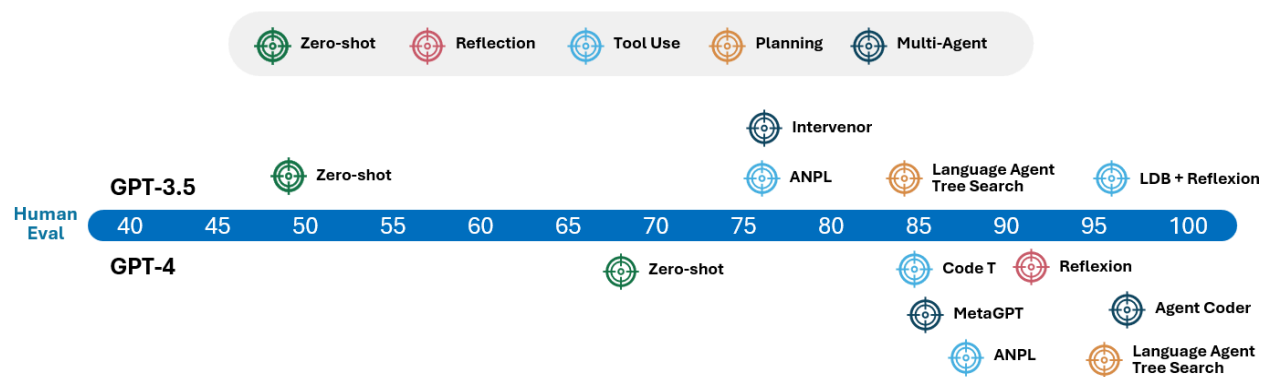 Zero-shot
Reflection
Tool Use
Planning
Multi-Agent
Intervenor
GPT-3.5
Zero-shot
ANPL
Language Agent
Tree Search
LDB + Reflexion
Human
Eval
40 45 50 55 60 65 70 75 80 85 90 95 100
GPT-4
Zero-shot
Code T
Reflexion
MetaGPT
Agent Coder
ANPL
Language Agent
Tree Search